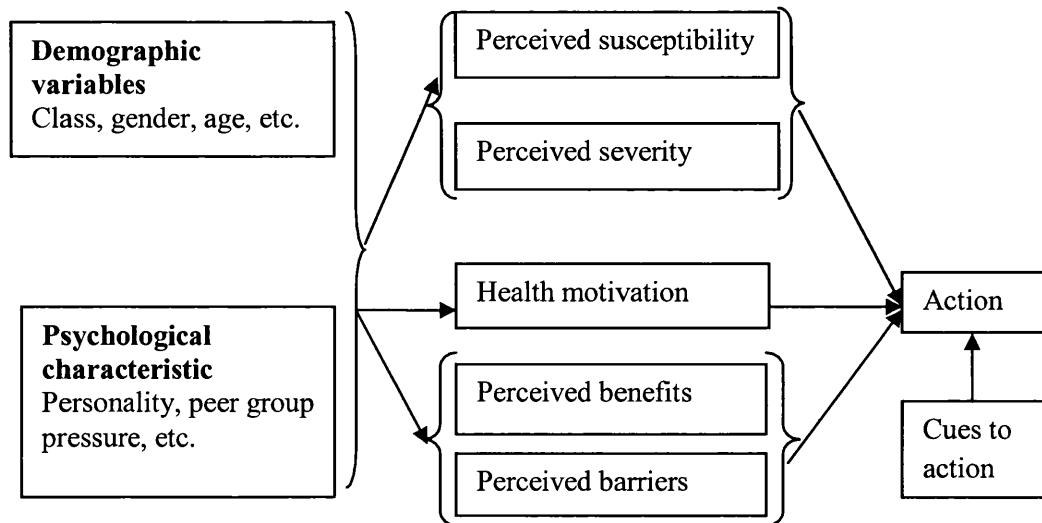 Demographic
variables
Class, gender, age, etc.
Psychological
characteristic
Personality, peer group
pressure, etc.
Perceived susceptibility
Perceived severity
Health motivation
Perceived benefits
Perceived barriers
Action
Cues to
action